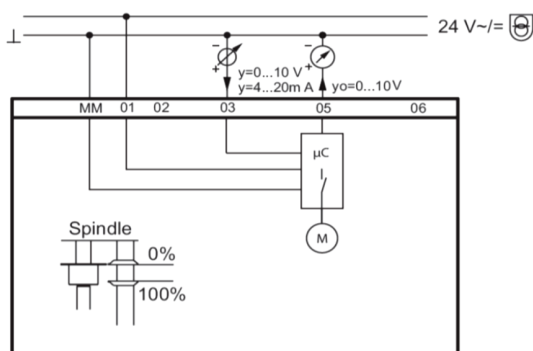 ⊥
24 V~/=
− − 
+ y=0...10 V +
y=4...20m A yo=0...10V
MM 01 02 03 05 06
µC
M
Spindle
0%
100%